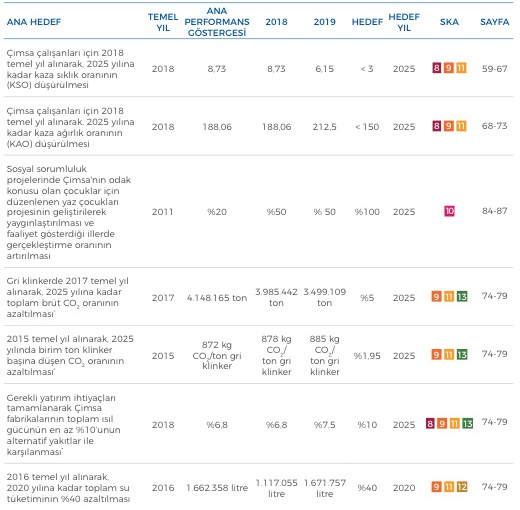 ANA HEDEF TEMEL YIL ANA PERFORMANS GÖSTERGESİ 2018 2019 HEDEF HEDEF YIL SKA SAYFA
Çimsa çalışanları için 2018
temel yıl alınarak, 2025 yılına
kadar kaza sıklık oranının
(KSO) düşürülmesi
2018 8,73 8,73 6,15 < 3 2025 8 9 11 59-67
Çimsa çalışanları için 2018
temel yıl alınarak, 2025 yılına
kadar kaza ağırlık oranının
(KAO) düşürülmesi
2018 188,06 188,06 212,5 < 150 2025 8 9 11 68-73
Sosyal sorumluluk
projelerinde Çimsa'nın odak
konusu olan çocuklar için
düzenlenen yaz çocukları
projesinin geliştirilerek
yaygınlaştırılması ve
faaliyet gösterdiği illerde
gerçekleştirme oranının
artırılması
2011 %20 %50 % 50 %100 2025 10 84-87
Gri klinkerde 2017 temel yıl
alınarak, 2025 yılına kadar
toplam brüt CO₂ oranının
azaltılması*
2017 4.148.165 ton 3.985.442 ton 3.499.109 ton %5 2025 9 11 13 74-79
2015 temel yıl alınarak, 2025
yılında birim ton klinker
başına düşen CO₂ oranının
azaltılması*
2015 872 kg CO₂/ton gri klinker 878 kg CO₂/ ton gri klinker 885 kg CO₂/ ton gri klinker %1,95 2025 9 11 13 74-79
Gerekli yatırım ihtiyaçları
tamamlanarak Çimsa
fabrikalarının toplam ısıl
gücünün en az %10'unun
alternatif yakıtlar ile
karşılanması*
2018 %6,8 %6,8 %7,5 %10 2025 8 9 11 13 74-79
2016 temel yıl alınarak,
2020 yılına kadar toplam su
tüketiminin %40 azaltılması
2016 1.662.358 litre 1.117.055 litre 1.671.757 litre %40 2020 9 11 12 74-79